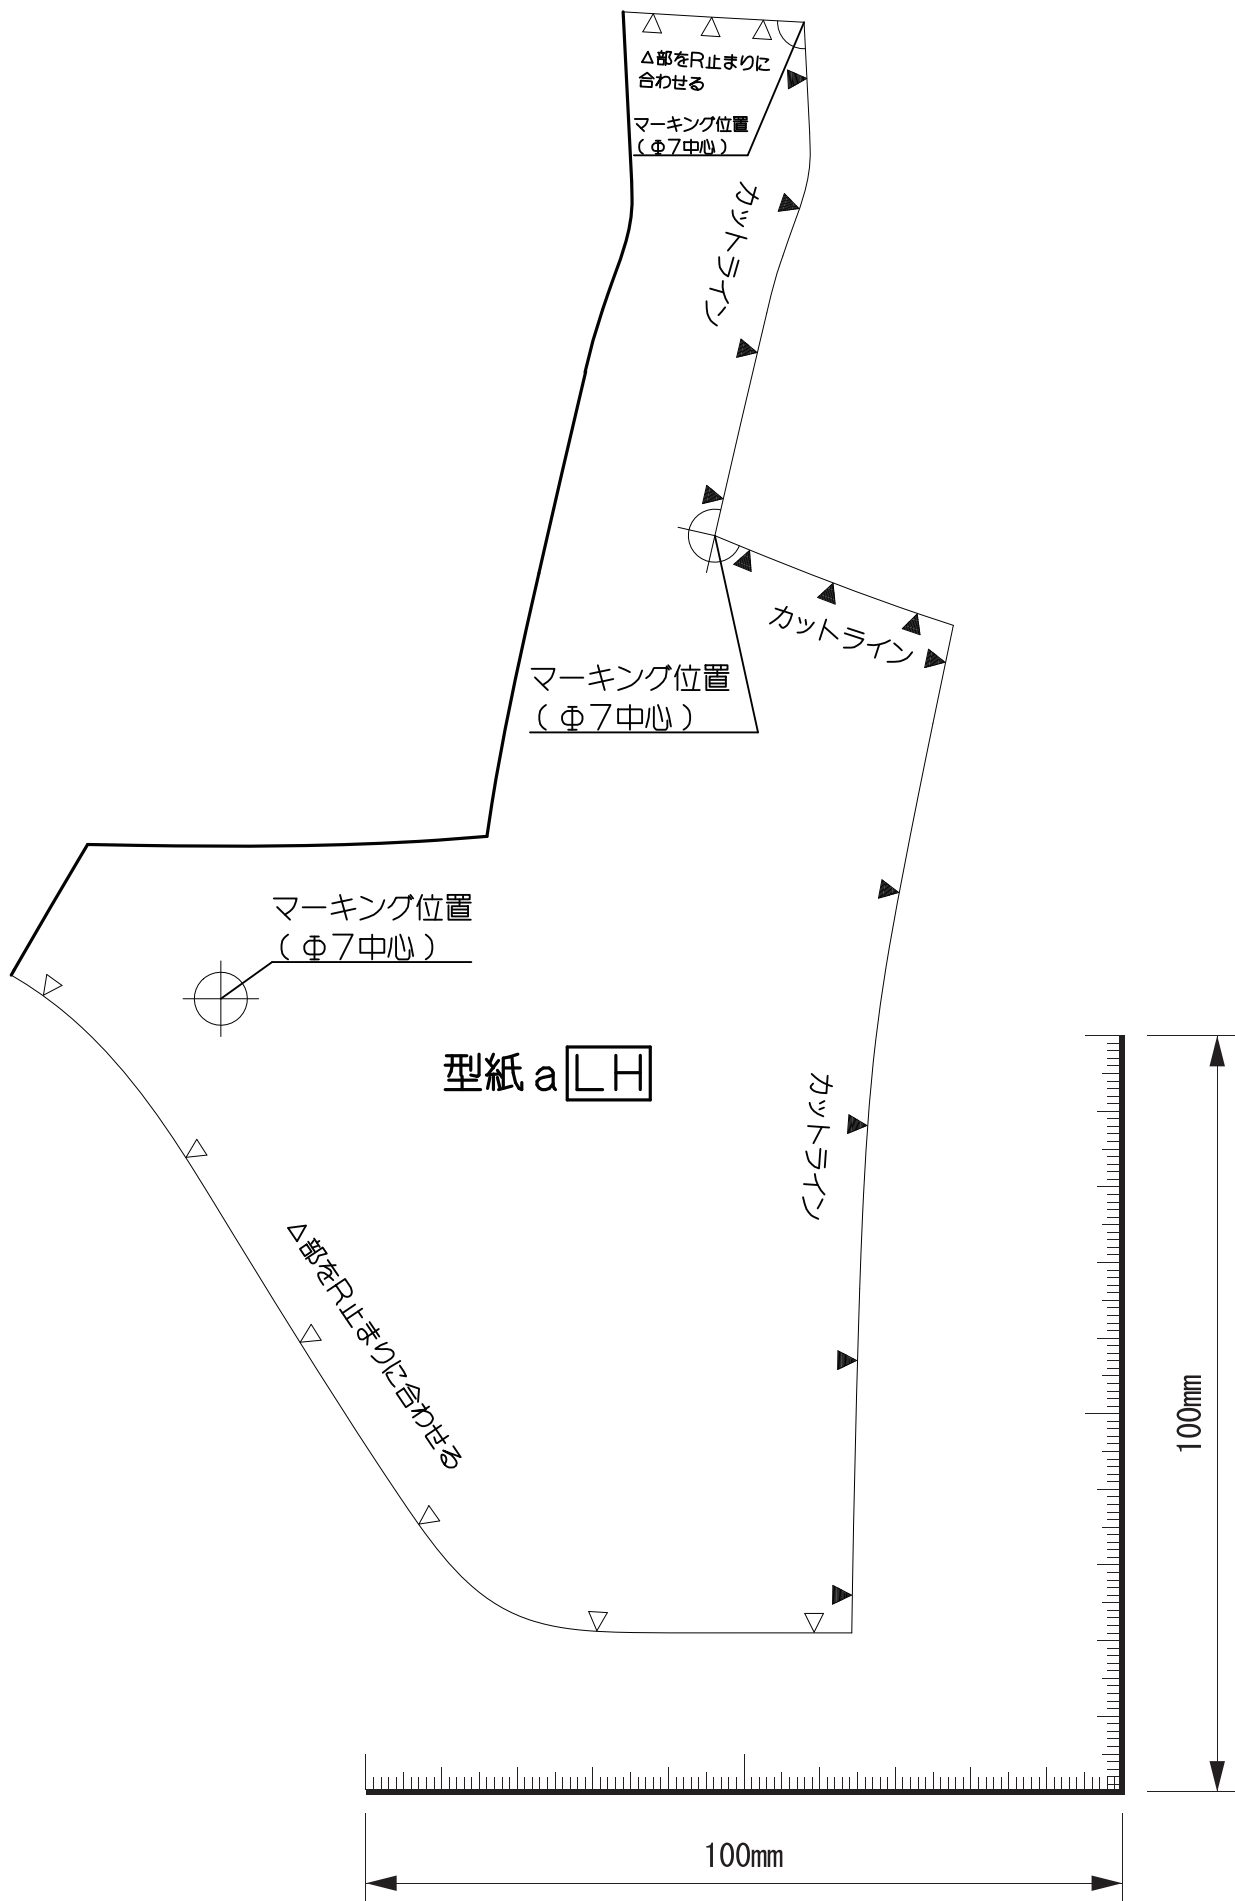 △部をR止まりに
合わせる
マーキング位置
(Φ7中心)
カットライン
カットライン
マーキング位置
(Φ7中心)
マーキング位置
(Φ7中心)
型紙a LH
カットライン
△部をR止まりに合わせる
100mm
100mm